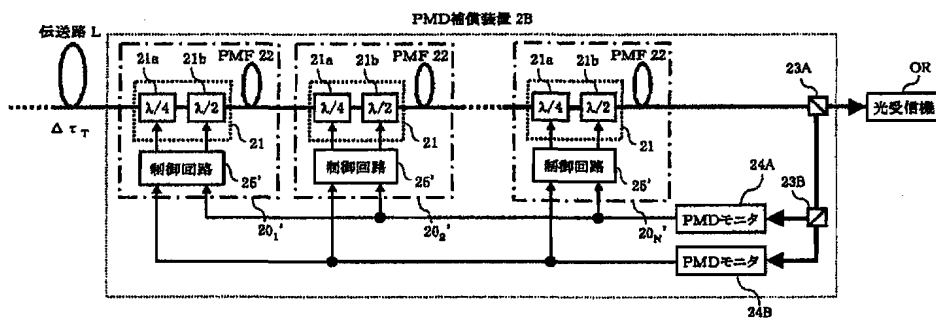 PMD補償装置 2B
伝送路 L
Δτ_T
21a 21b PMF 22
λ/4 λ/2
21
制御回路
25'
20₁'
21a 21b PMF 22
λ/4 λ/2
21
制御回路
25'
20₂'
21a 21b PMF 22
λ/4 λ/2
21
制御回路
25'
20_N'
23A
OR
光受信機
24A
23B
PMDモニタ
PMDモニタ
24B